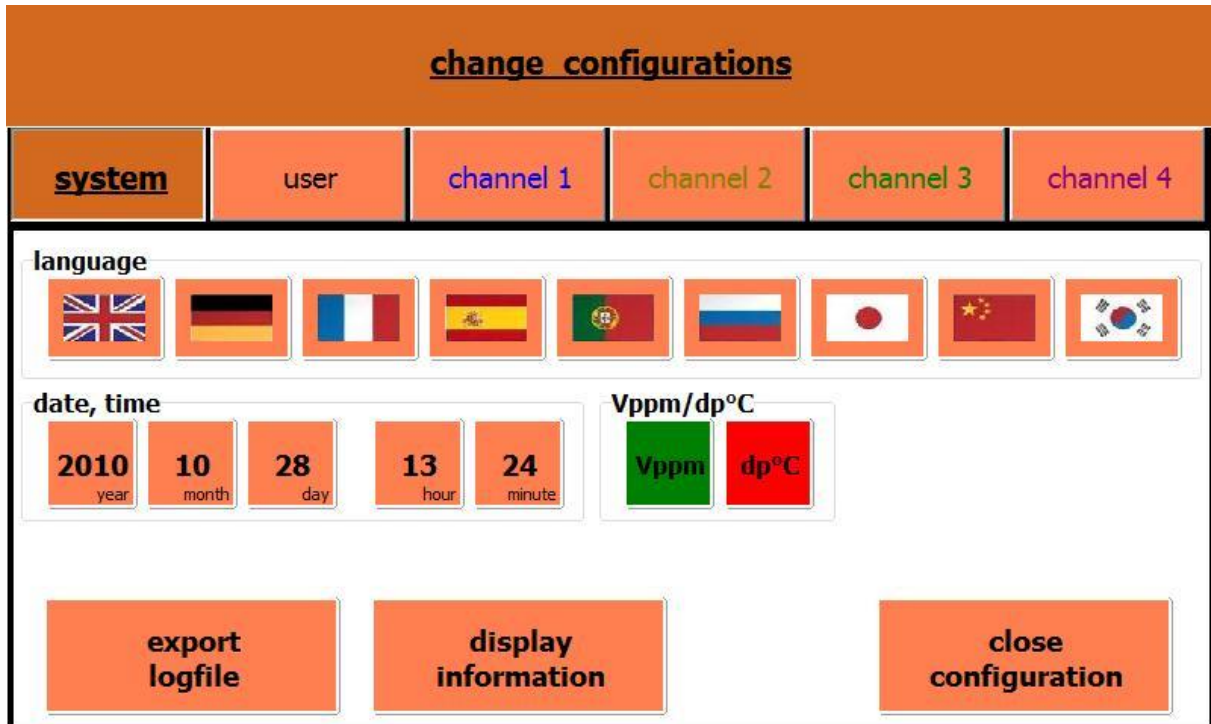 change configurations
system user channel 1 channel 2 channel 3 channel 4
language
date, time Vppm/dp°C
2010 10 28 13 24 Vppm dp°C
year month day hour minute
export display close
logfile information configuration